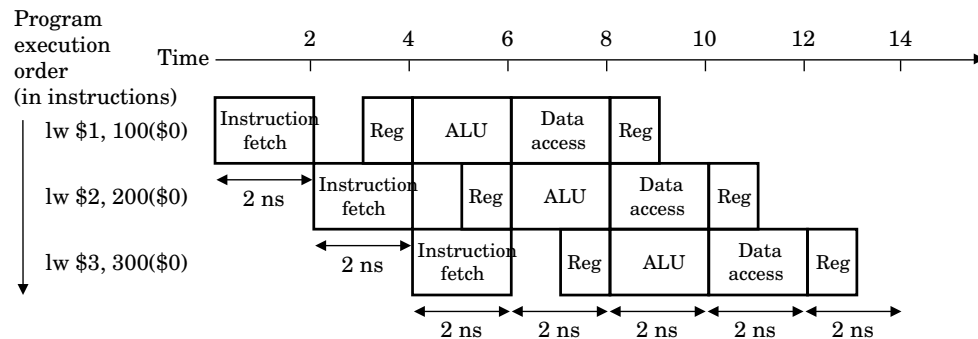 Program
execution
order
(in instructions)
Time
2 4 6 8 10 12 14
lw $1, 100($0)
Instruction
fetch
Reg
ALU
Data
access
Reg
2 ns
lw $2, 200($0)
Instruction
fetch
Reg
ALU
Data
access
Reg
2 ns
lw $3, 300($0)
Instruction
fetch
Reg
ALU
Data
access
Reg
2 ns 2 ns 2 ns 2 ns 2 ns